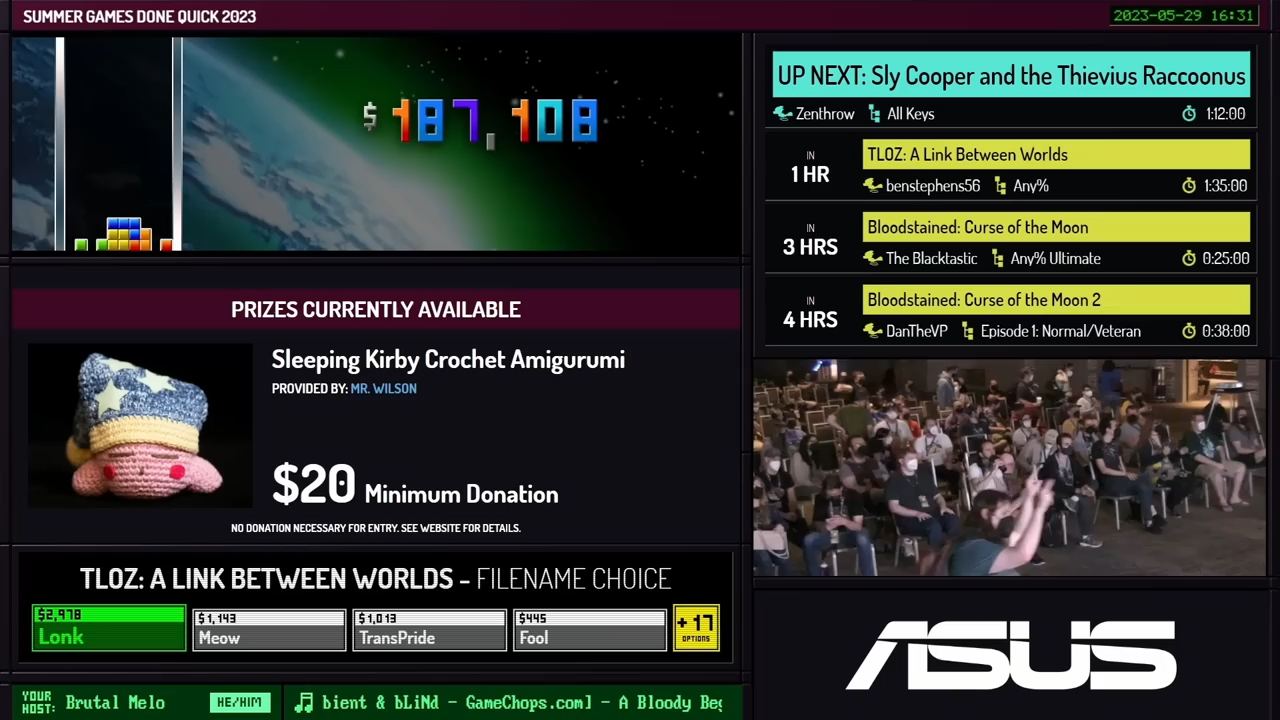 SUMMER GAMES DONE QUICK 2023
2023-05-29 16:31
$187,108
UP NEXT: Sly Cooper and the Thievius Raccoonus
Zenthrow All Keys 1:12:00
IN 1 HR
TLOZ: A Link Between Worlds
benstephens56 Any% 1:35:00
IN 3 HRS
Bloodstained: Curse of the Moon
The Blacktastic Any% Ultimate 0:25:00
IN 4 HRS
Bloodstained: Curse of the Moon 2
DanTheVP Episode 1: Normal/Veteran 0:38:00
PRIZES CURRENTLY AVAILABLE
Sleeping Kirby Crochet Amigurumi
PROVIDED BY: MR. WILSON
$20 Minimum Donation
NO DONATION NECESSARY FOR ENTRY. SEE WEBSITE FOR DETAILS.
TLOZ: A LINK BETWEEN WORLDS - FILENAME CHOICE
$2,978
Lonk
$1,143
Meow
$1,013
TransPride
$445
Fool
+17
OPTIONS
YOUR HOST: Brutal Melo HE/HIM
bient & bLiNd - GameChops.com] - A Bloody Beg
ASUS